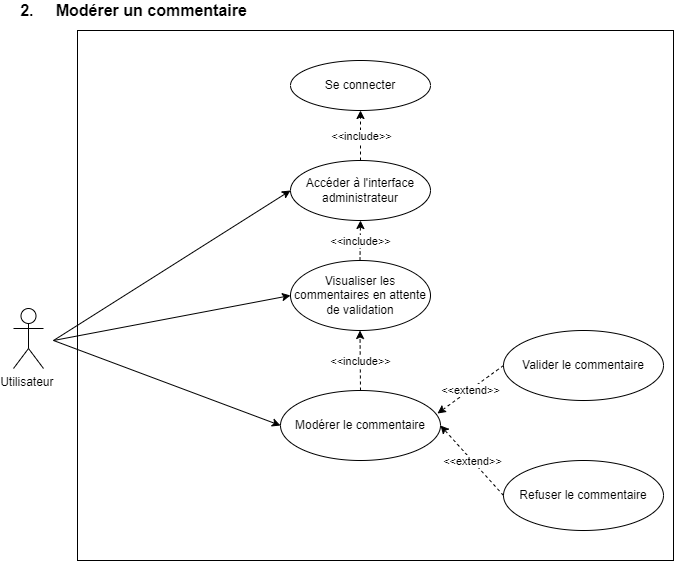 2. Modérer un commentaire
Se connecter
<<include>>
Accéder à l'interface
administrateur
<<include>>
Visualiser les
commentaires en attente
de validation
<<include>>
Utilisateur
Modérer le commentaire
<<extend>>
Valider le commentaire
<<extend>>
Refuser le commentaire